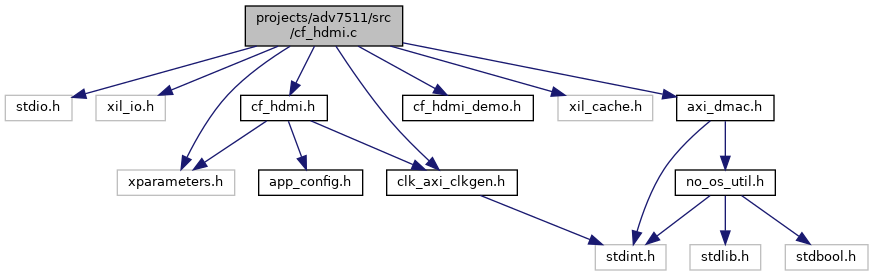 projects/adv7511/src
/cf_hdmi.c
stdio.h
xil_io.h
cf_hdmi.h
cf_hdmi_demo.h
xil_cache.h
axi_dmac.h
xparameters.h
app_config.h
clk_axi_clkgen.h
no_os_util.h
stdint.h
stdlib.h
stdbool.h